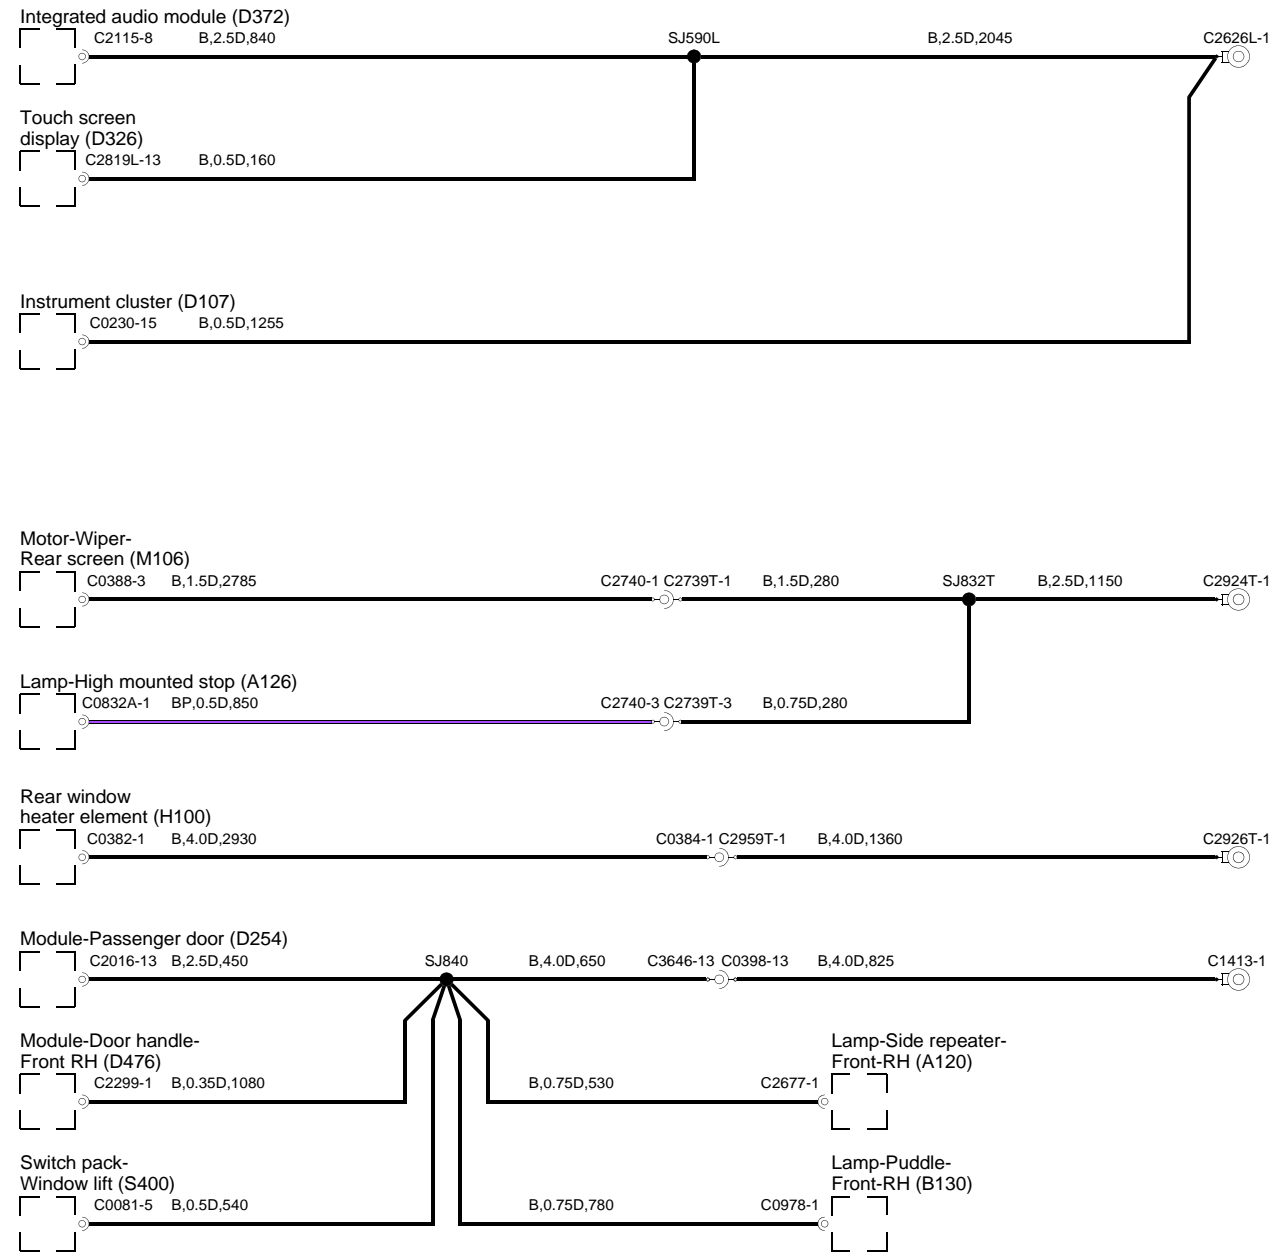 Integrated audio module (D372)
C2115-8 B,2.5D,840 SJ590L B,2.5D,2045 C2626L-1
Touch screen
display (D326)
C2819L-13 B,0.5D,160
Instrument cluster (D107)
C0230-15 B,0.5D,1255
Motor-Wiper-
Rear screen (M106)
C0388-3 B,1.5D,2785 C2740-1 C2739T-1 B,1.5D,280 SJ832T B,2.5D,1150 C2924T-1
Lamp-High mounted stop (A126)
C0832A-1 BP,0.5D,850 C2740-3 C2739T-3 B,0.75D,280
Rear window
heater element (H100)
C0382-1 B,4.0D,2930 C0384-1 C2959T-1 B,4.0D,1360 C2926T-1
Module-Passenger door (D254)
C2016-13 B,2.5D,450 SJ840 B,4.0D,650 C3646-13 C0398-13 B,4.0D,825 C1413-1
Module-Door handle-
Front RH (D476)
C2299-1 B,0.35D,1080
Lamp-Side repeater-
Front-RH (A120)
B,0.75D,530 C2677-1
Switch pack-
Window lift (S400)
C0081-5 B,0.5D,540
Lamp-Puddle-
Front-RH (B130)
B,0.75D,780 C0978-1